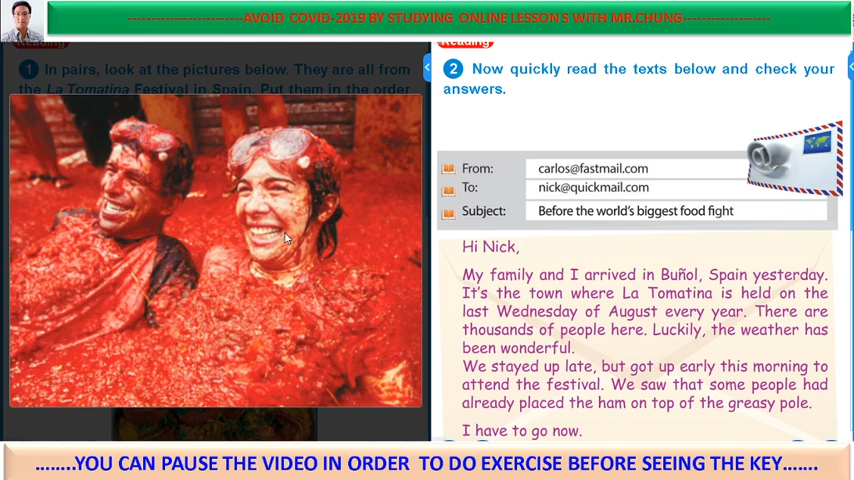 -----------------------AVOID COVID-2019 BY STUDYING ONLINE LESSONS WITH MR.CHUNG-----------------
Reading
1 In pairs, look at the pictures below. They are all from
the La Tomatina Festival in Spain. Put them in the order
Reading
2 Now quickly read the texts below and check your
answers.
From: carlos@fastmail.com
To: nick@quickmail.com
Subject: Before the world's biggest food fight
Hi Nick,
My family and I arrived in Buñol, Spain yesterday.
It's the town where La Tomatina is held on the
last Wednesday of August every year. There are
thousands of people here. Luckily, the weather has
been wonderful.
We stayed up late, but got up early this morning to
attend the festival. We saw that some people had
already placed the ham on top of the greasy pole.
I have to go now.
........YOU CAN PAUSE THE VIDEO IN ORDER TO DO EXERCISE BEFORE SEEING THE KEY.......